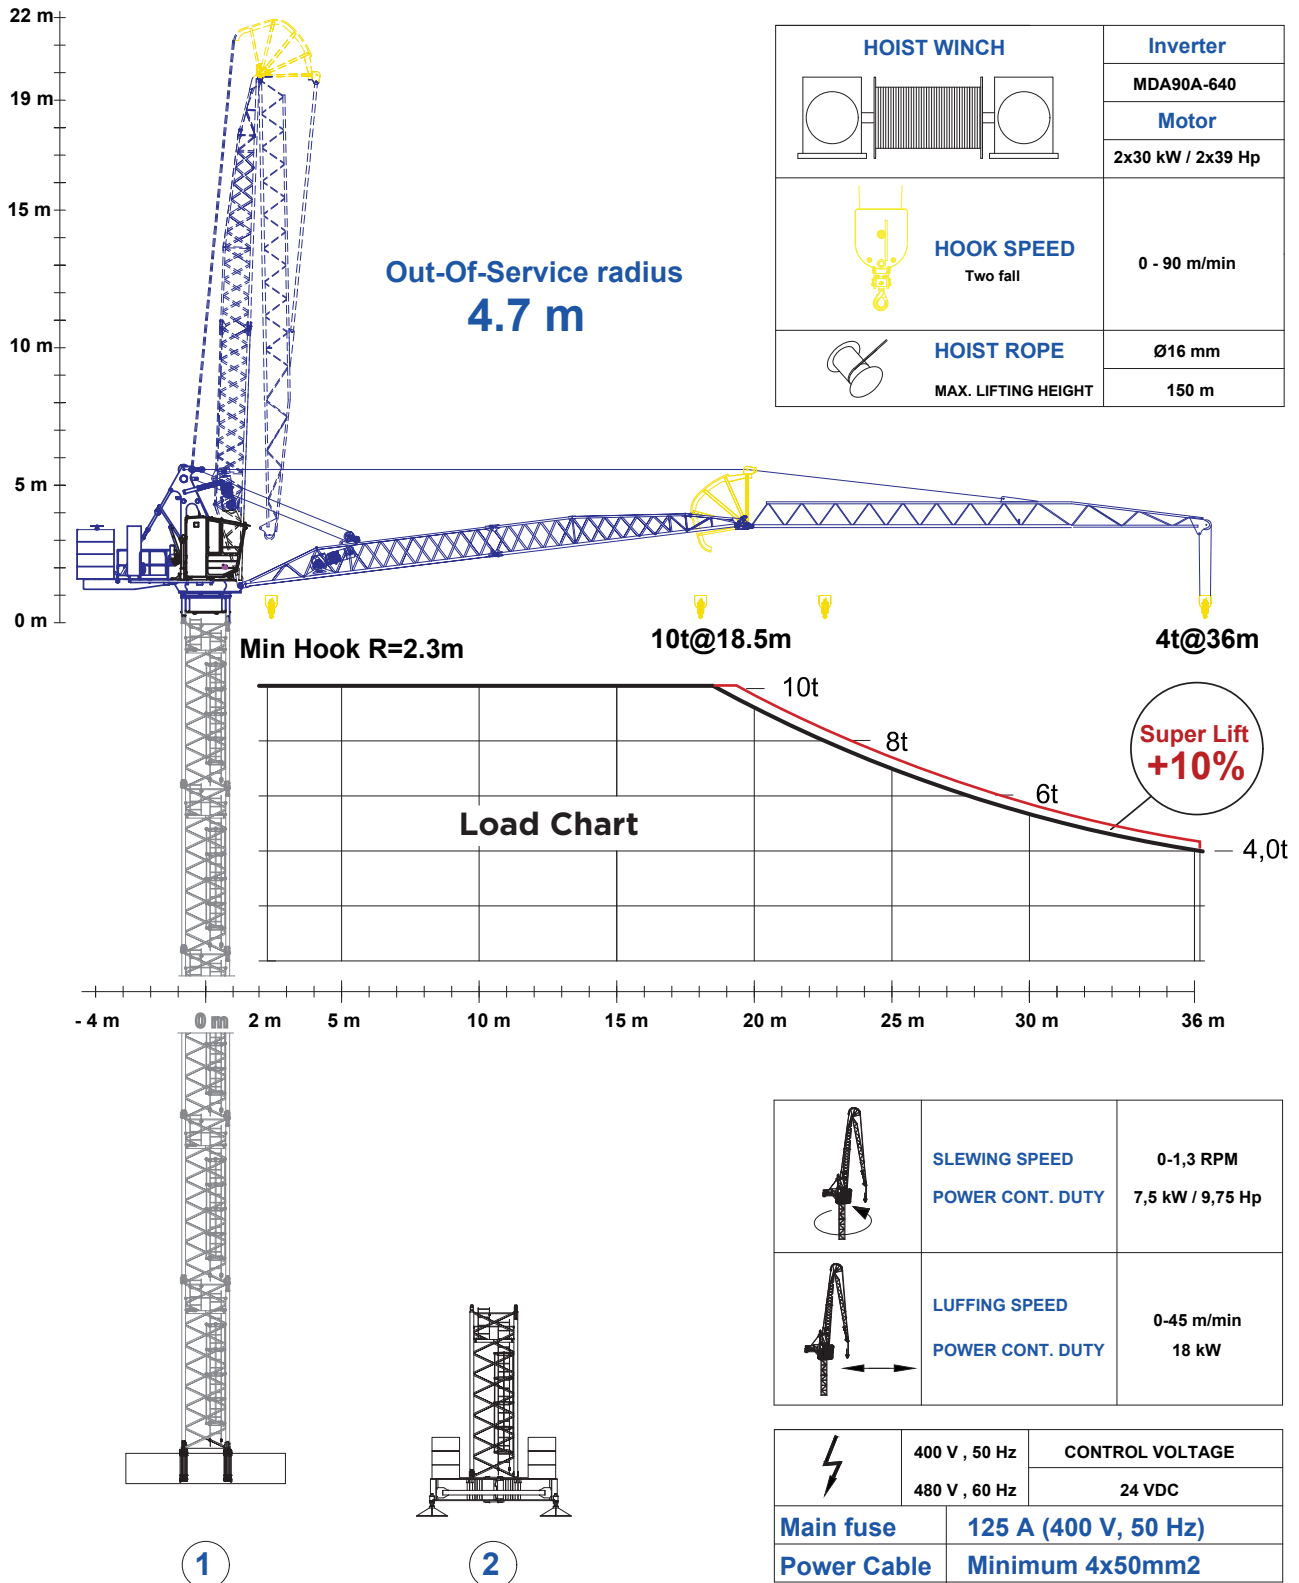 22 m
19 m
15 m
10 m
5 m
0 m
Out-Of-Service radius
4.7 m
HOIST WINCH
Inverter
MDA90A-640
Motor
2x30 kW / 2x39 Hp
HOOK SPEED
Two fall
0 - 90 m/min
HOIST ROPE
Ø16 mm
MAX. LIFTING HEIGHT
150 m
Min Hook R=2.3m
10t@18.5m
4t@36m
10t
8t
6t
4,0t
Super Lift
+10%
Load Chart
- 4 m
0 m
2 m
5 m
10 m
15 m
20 m
25 m
30 m
36 m
SLEWING SPEED
0-1,3 RPM
POWER CONT. DUTY
7,5 kW / 9,75 Hp
LUFFING SPEED
0-45 m/min
POWER CONT. DUTY
18 kW
400 V , 50 Hz
CONTROL VOLTAGE
480 V , 60 Hz
24 VDC
Main fuse
125 A (400 V, 50 Hz)
Power Cable
Minimum 4x50mm2
1
2